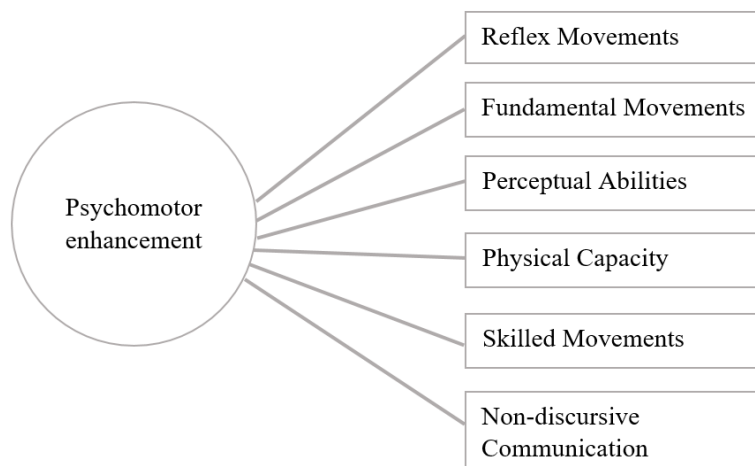 Psychomotor
enhancement
Reflex Movements
Fundamental Movements
Perceptual Abilities
Physical Capacity
Skilled Movements
Non-discursive
Communication